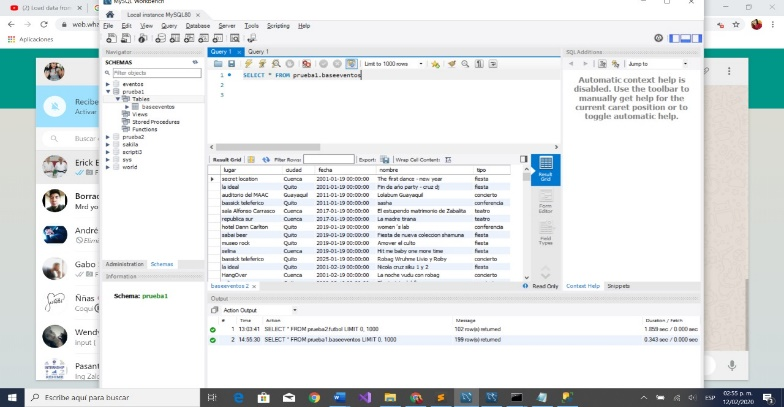 MySQL Workbench
(2) load data from
web.wha
Aplicaciones
Local instance MySQL80
File Edit View Query Database Server Tools Scripting Help
Navigator
SCHEMAS
Filter objects
eventos
prueba1
Tables
baseeventos
Views
Stored Procedures
Functions
prueba2
sakila
scripti3
sys
world
Administration Schemas
Information
Schema: prueba1
Recibe
Activar
Buscar
Erick E
Borrac
Mrd yo
André
Elimi
Gabo
Ññas
Coqui
Wendy
input (
Pasant
Ing Zalo
Query 1 Query 1
Limit to 1000 rows
1 SELECT * FROM prueba1.baseeventos
2
3
Result Grid Filter Rows: Export: Wrap Cell Content:
lugar ciudad fecha nombre tipo
secret location Cuenca 2001-01-19 00:00:00 The first dance - new year fiesta
la ideal Quito 2001-01-19 00:00:00 Fin de año party - cruz dj fiesta
auditorio del MAAC Guayaquil 2011-01-19 00:00:00 Lolabum Guayaquil concierto
bassick teleferico Quito 2011-01-19 00:00:00 sasha conferencia
sala Alfonso Carrasco Cuenca 2017-01-19 00:00:00 El estupendo matrimonio de Zabalita teatro
republica sur Cuenca 2017-01-19 00:00:00 La madre tirana teatro
hotel Dann Carlton Quito 2019-01-19 00:00:00 women´s lab conferencia
sabai beer Quito 2019-01-19 00:00:00 Fiesta de nueva coleccion shamuna fiesta
museo rock Quito 2019-01-19 00:00:00 Amover el culto fiesta
selina Cuenca 2019-01-19 00:00:00 Hit me baby one more time fiesta
bassick teleferico Quito 2025-01-19 00:00:00 Robag Wruhme Livio y Roby concierto
la ideal Quito 2001-02-19 00:00:00 Nicola cruz siku 1 y 2 fiesta
HangOver Cuenca 2001-02-19 00:00:00 La noche vudu con robag concierto
Result Grid
Form Editor
Field Types
baseeventos 2
Read Only
SQL Additions
Jump to
Automatic context help is
disabled. Use the toolbar to
manually get help for the
current caret position or to
toggle automatic help.
Context Help Snippets
Output
Action Output
# Time Action Message Duration / Fetch
1 13:03:41 SELECT * FROM prueba2.futbol LIMIT 0, 1000 102 row(s) returned 1.859 sec / 0.000 sec
2 14:55:30 SELECT * FROM prueba1.baseeventos LIMIT 0, 1000 199 row(s) returned 0.343 sec / 0.000 sec
Escribe aquí para buscar
ESP
02:55 p. m.
12/02/2020